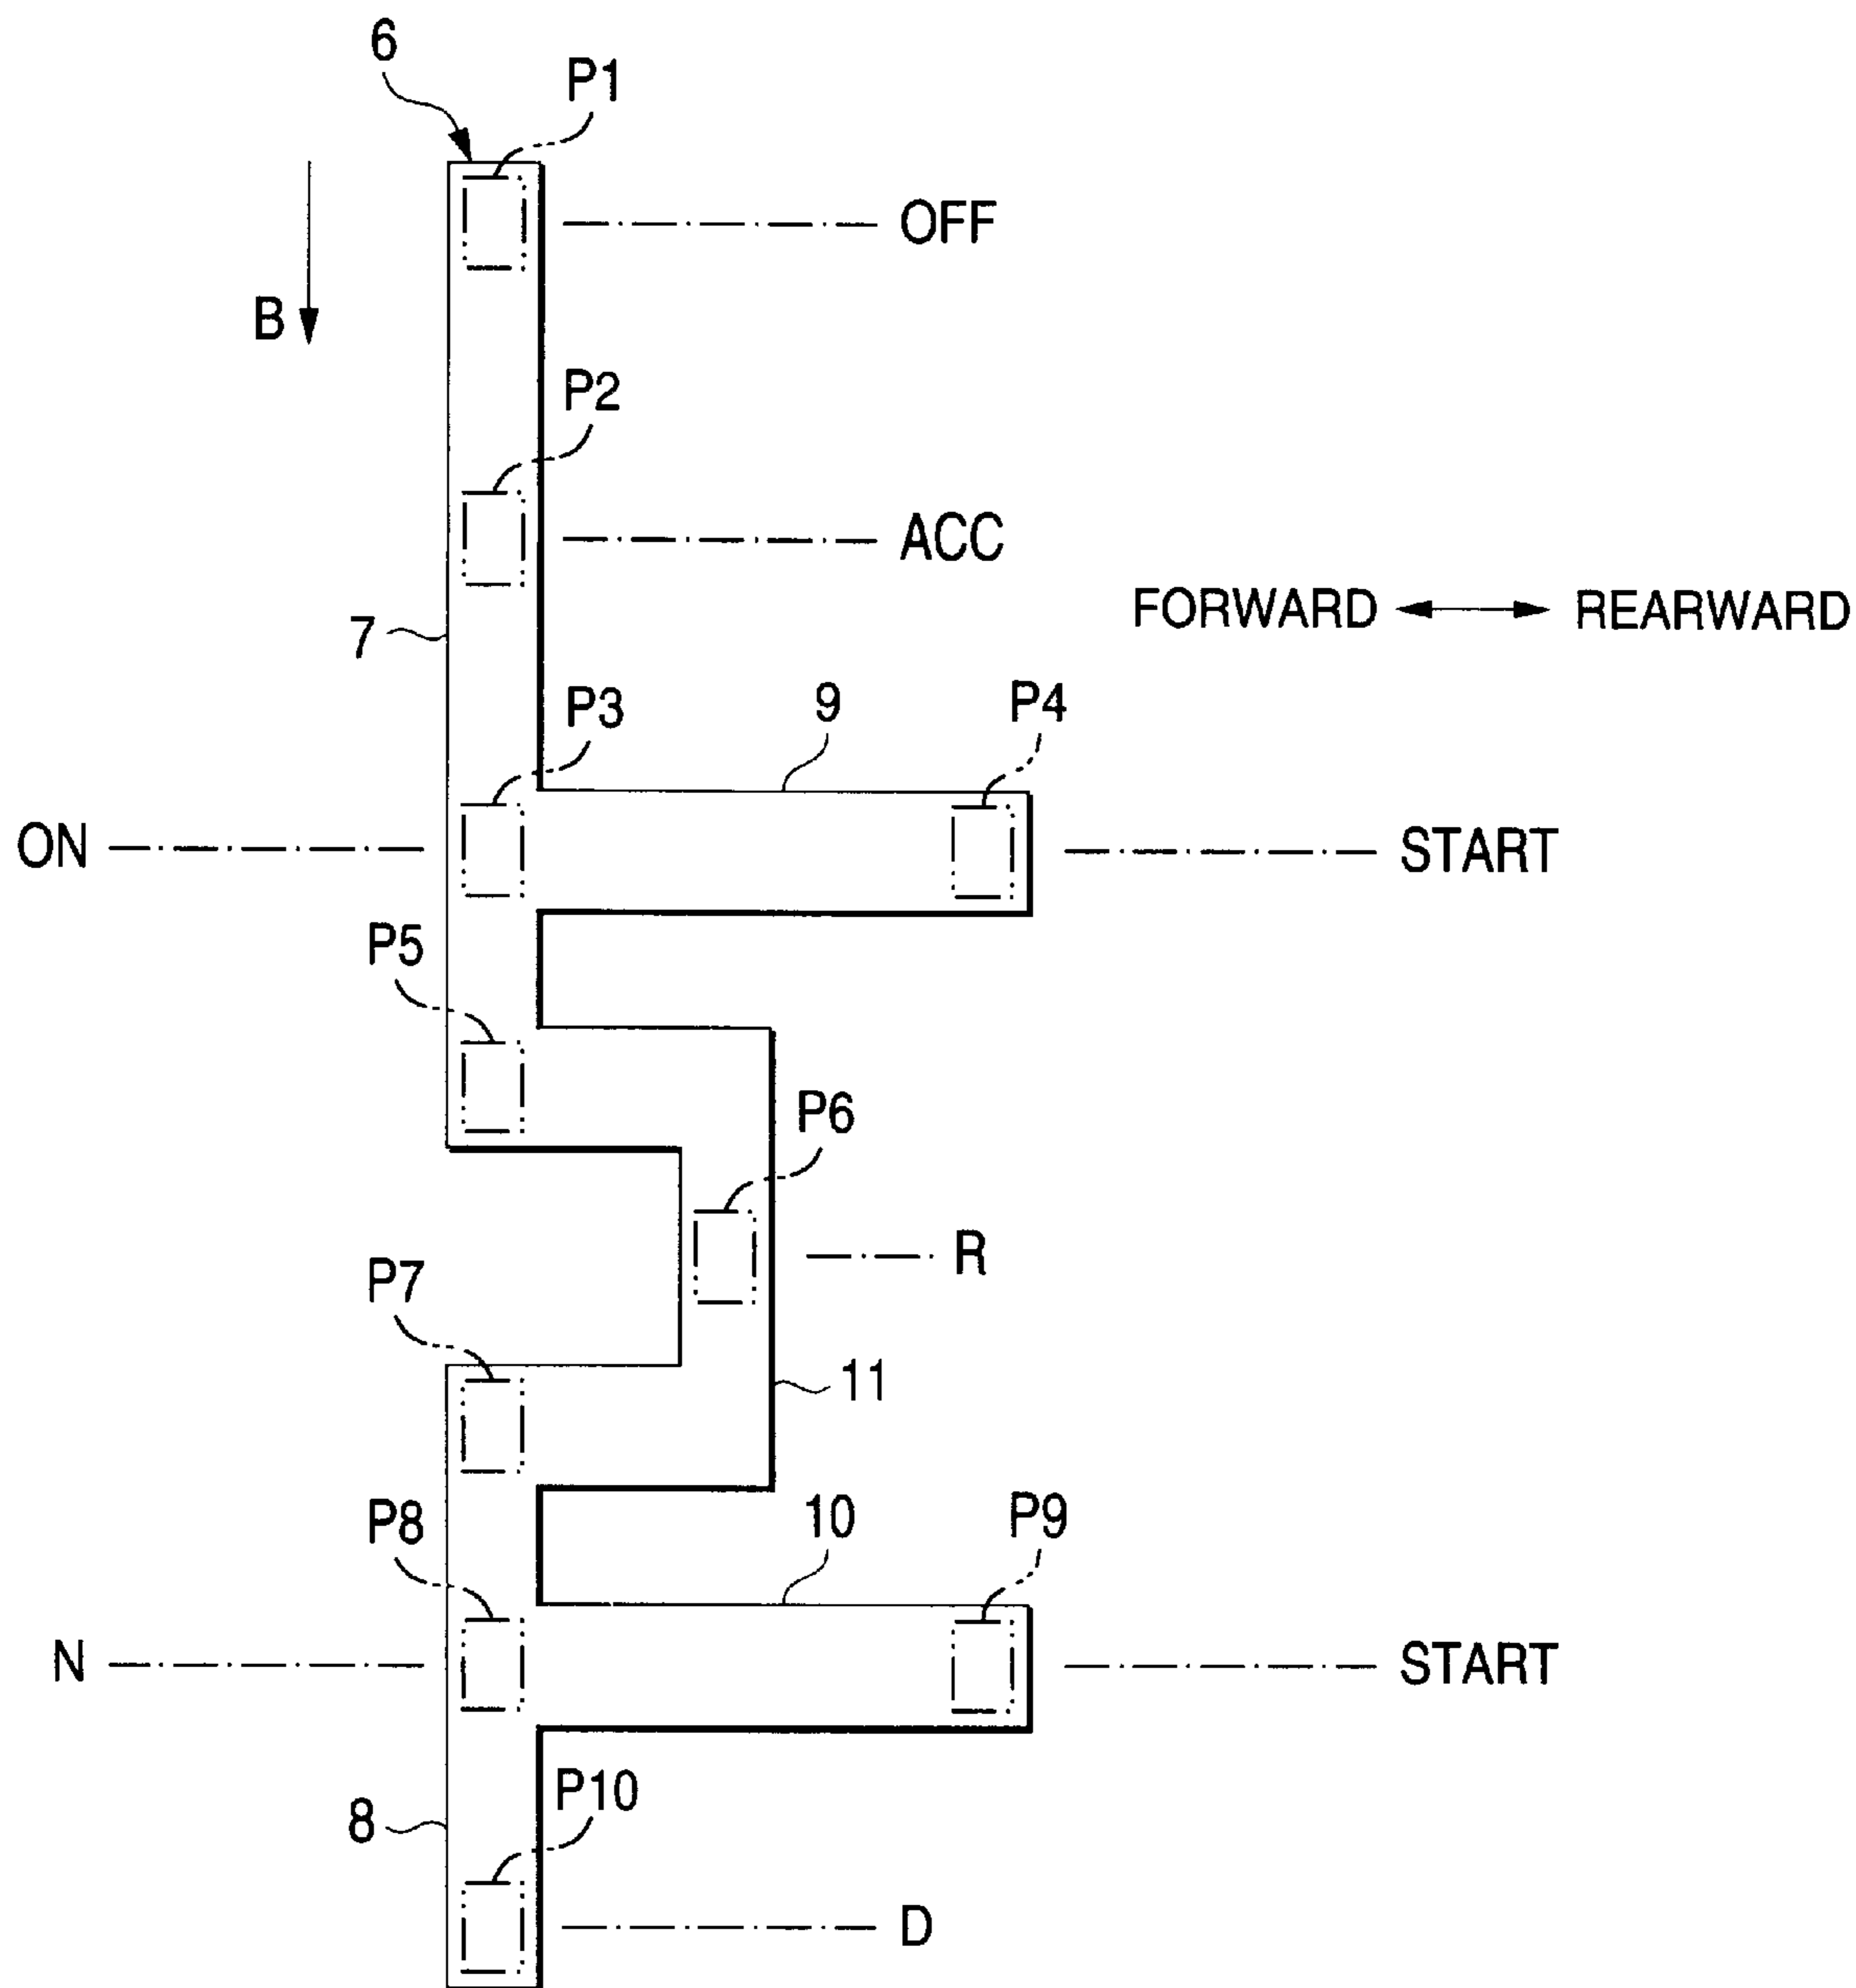 6
P1
OFF
B
P2
ACC
FORWARD REARWARD
7
P3
9
P4
ON
START
P5
P6
R
P7
11
P8
10
P9
N
START
P10
8
D